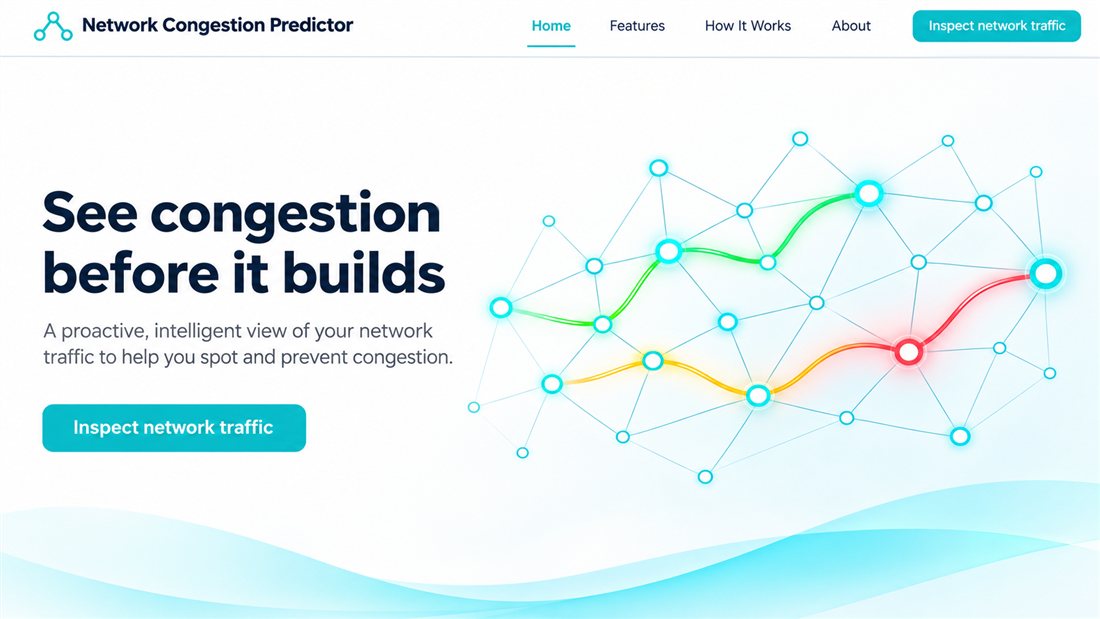 Network Congestion Predictor
Home
Features
How It Works
About
Inspect network traffic
See congestion
before it builds
A proactive, intelligent view of your network
traffic to help you spot and prevent congestion.
Inspect network traffic